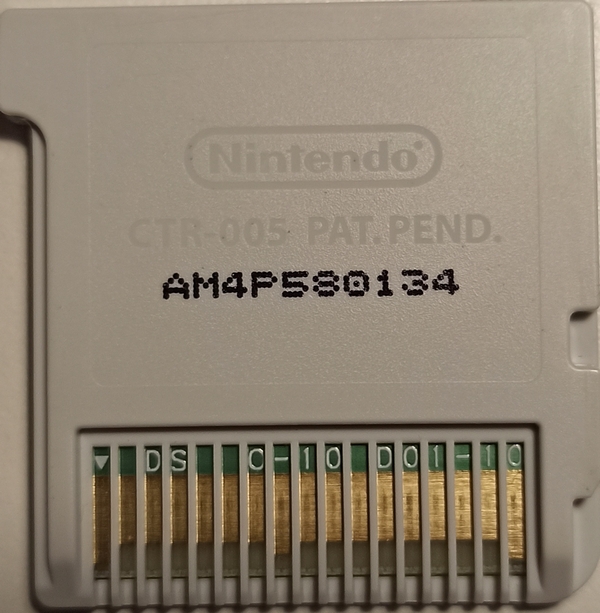 Nintendo
CTR-005 PAT. PEND.
AM4P580134
▼ DS C-10 D01-10